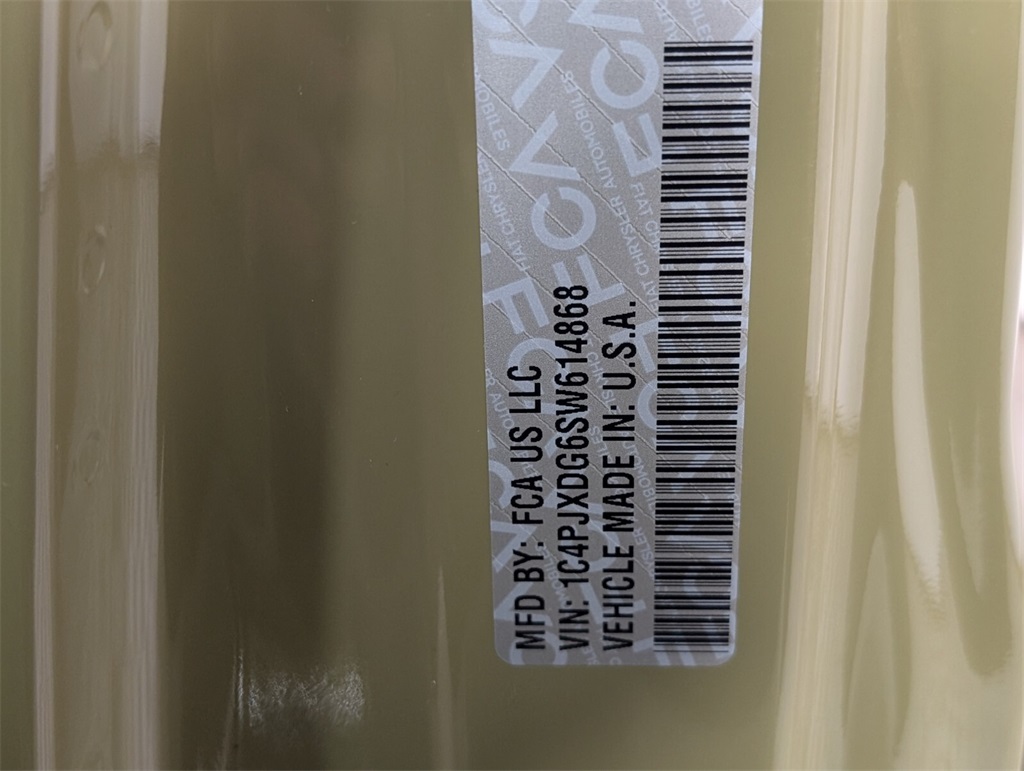 MFD BY: FCA US LLC
VIN: 1C4PJXDG6SW614868
VEHICLE MADE IN: U.S.A.